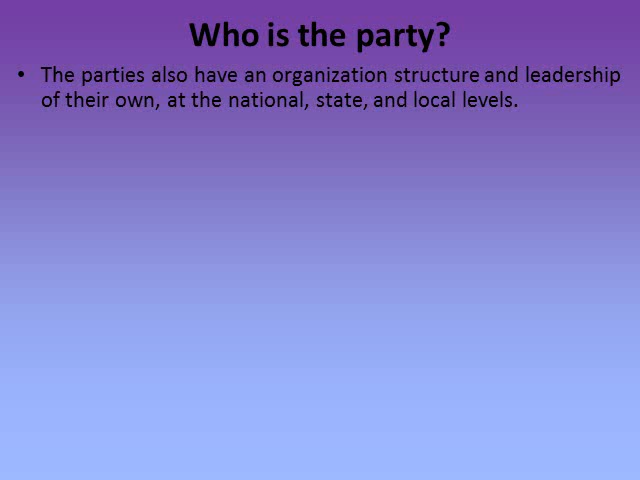 Who is the party?
• The parties also have an organization structure and leadership
of their own, at the national, state, and local levels.